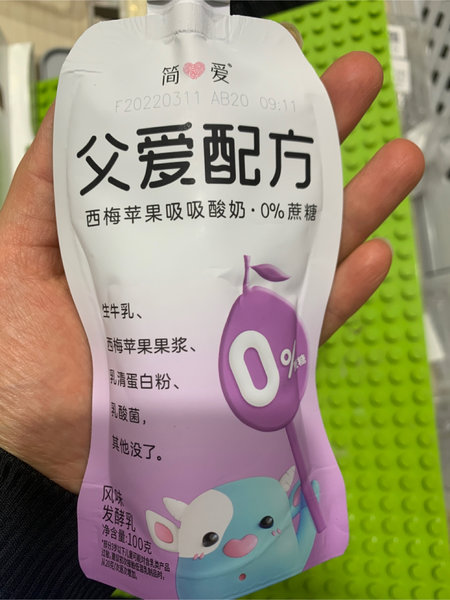 简爱
F20220311 AB20 09:11
父爱配方
西梅苹果吸吸酸奶·0%蔗糖
0%蔗糖
生牛乳、
西梅苹果果浆、
乳清蛋白粉、
乳酸菌，
其他没了。
风味
发酵乳
净含量:100克